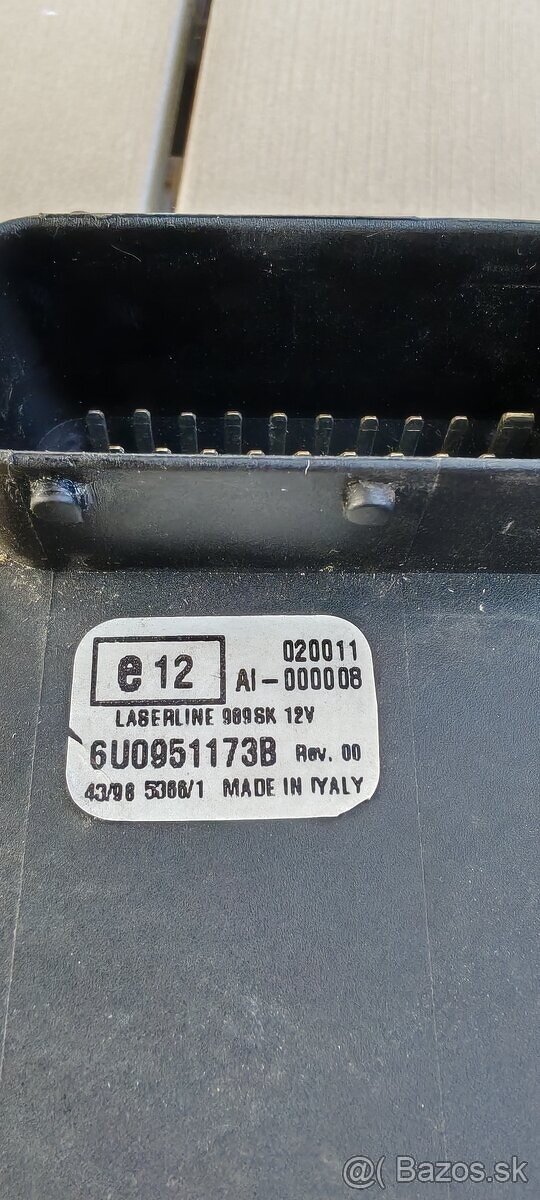 e 12
020011
AI-000008
LASERLINE 989SK 12V
6U0951173B Rev. 00
43/98 5366/1 MADE IN ITALY
@ Bazos.sk